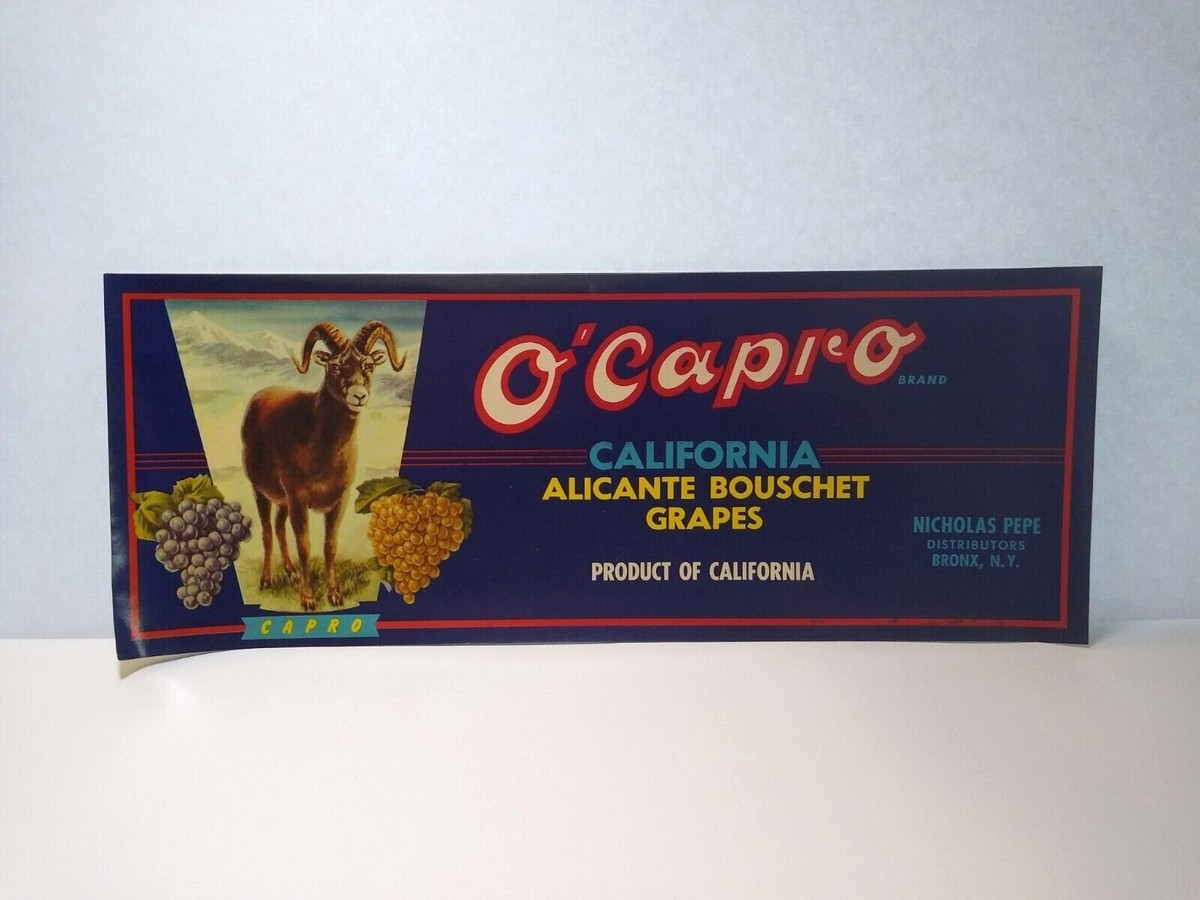 O'Capro
BRAND
CALIFORNIA
ALICANTE BOUSCHET
GRAPES
PRODUCT OF CALIFORNIA
NICHOLAS PEPE
DISTRIBUTORS
BRONX, N.Y.
CAPRO